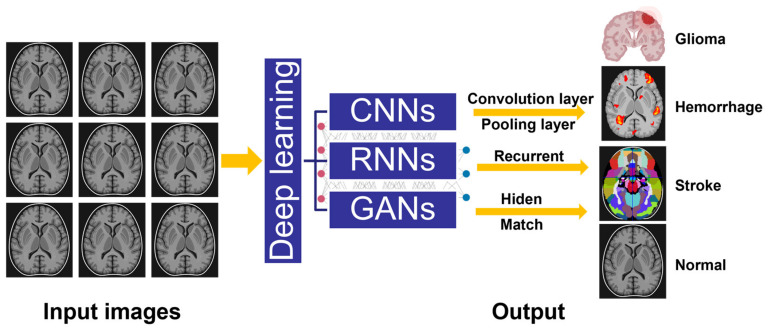 Deep learning
CNNs
RNNs
GANs
Convolution layer
Pooling layer
Recurrent
Hiden
Match
Glioma
Hemorrhage
Stroke
Normal
Input images
Output